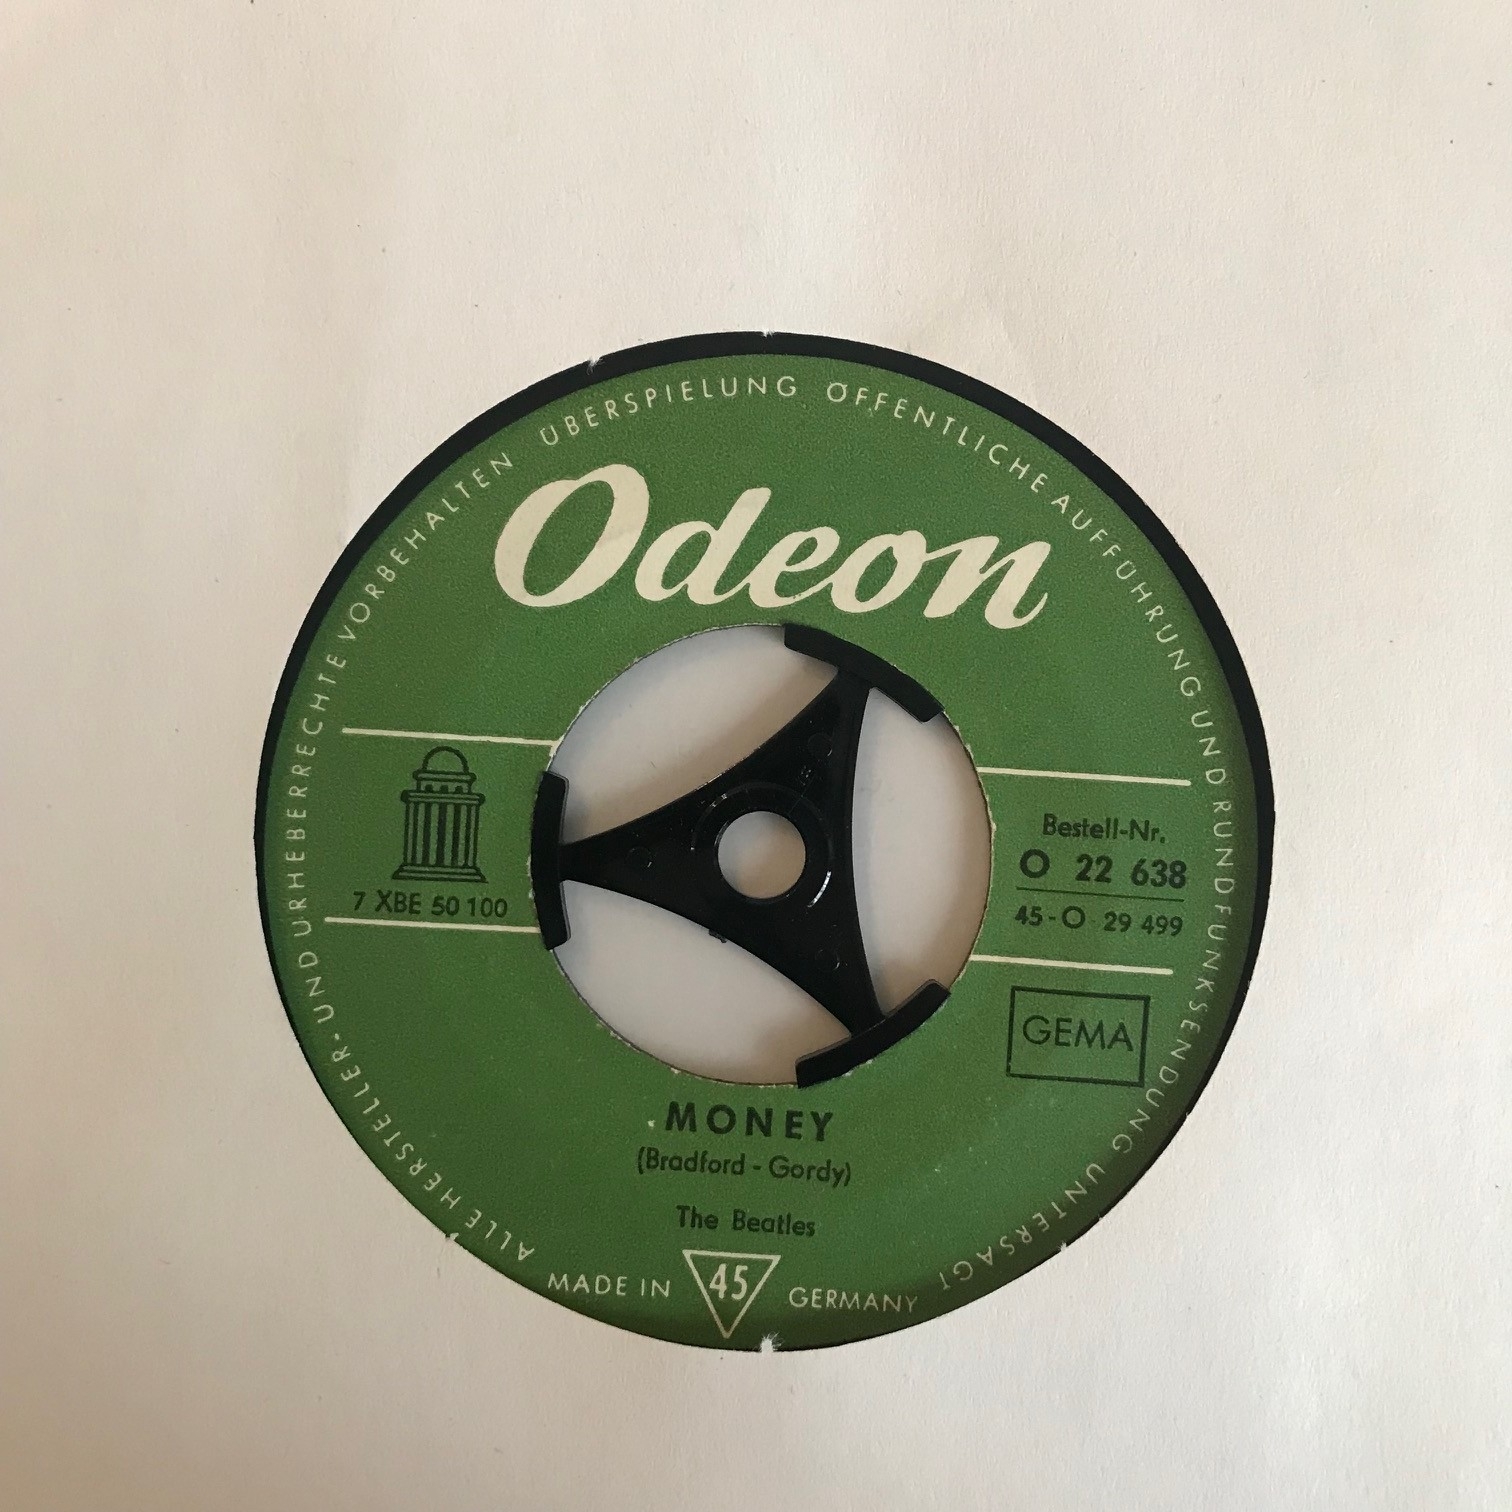 ALLE HERSTELLER- UND URHEBERRECHTE VORBEHALTEN ÜBERSPIELUNG ÖFFENTLICHE AUFFÜHRUNG UND RUNDFUNKSENDUNG UNTERSAGT
Odeon
7 XBE 50 100
Bestell-Nr.
O 22 638
45-O 29 499
GEMA
MONEY
(Bradford - Gordy)
The Beatles
MADE IN 45 GERMANY